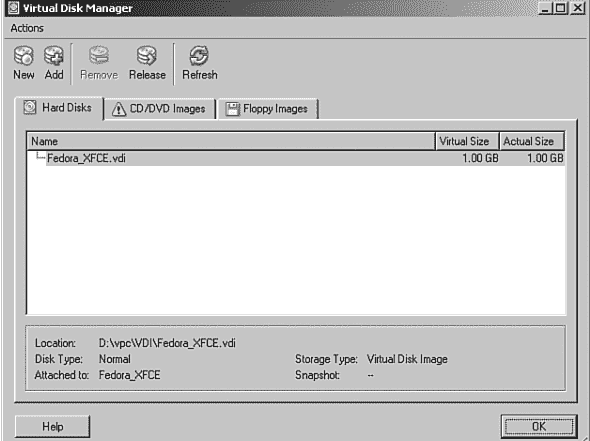 Virtual Disk Manager
Actions
New Add Remove Release Refresh
Hard Disks CD/DVD Images Floppy Images
Name Virtual Size Actual Size
Fedora_XFCE.vdi 1.00 GB 1.00 GB
Location: D:\vpc\VDI\Fedora_XFCE.vdi
Disk Type: Normal Storage Type: Virtual Disk Image
Attached to: Fedora_XFCE Snapshot: --
Help OK